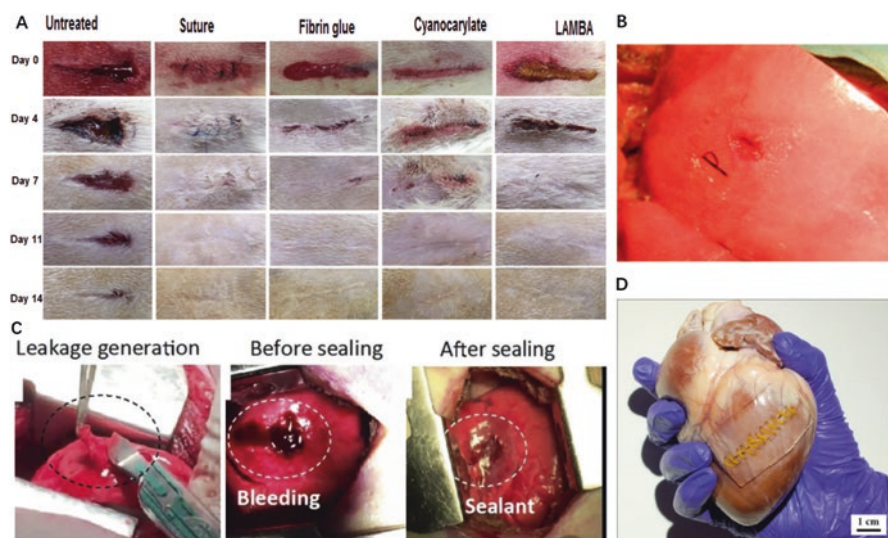 A
Untreated
Suture
Fibrin glue
Cyanocarylate
LAMBA
Day 0
Day 4
Day 7
Day 11
Day 14
B
C
Leakage generation
Before sealing
After sealing
Bleeding
Sealant
D
1 cm